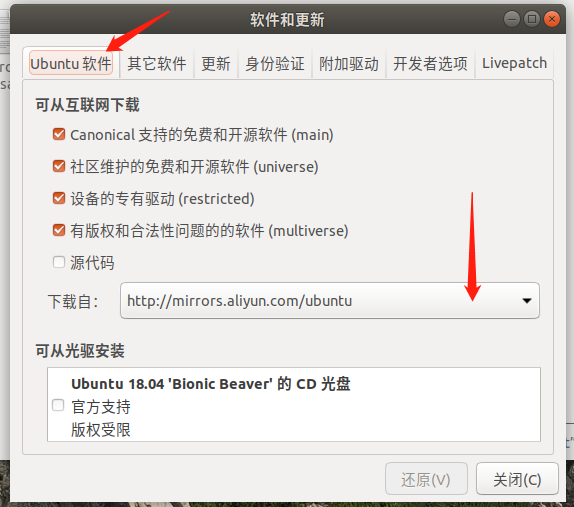 软件和更新
Ubuntu 软件 其它软件 更新 身份验证 附加驱动 开发者选项 Livepatch
可从互联网下载
Canonical 支持的免费和开源软件 (main)
社区维护的免费和开源软件 (universe)
设备的专有驱动 (restricted)
有版权和合法性问题的的软件 (multiverse)
源代码
下载自： http://mirrors.aliyun.com/ubuntu
可从光驱安装
Ubuntu 18.04 'Bionic Beaver' 的 CD 光盘
官方支持
版权受限
还原(V) 关闭(C)